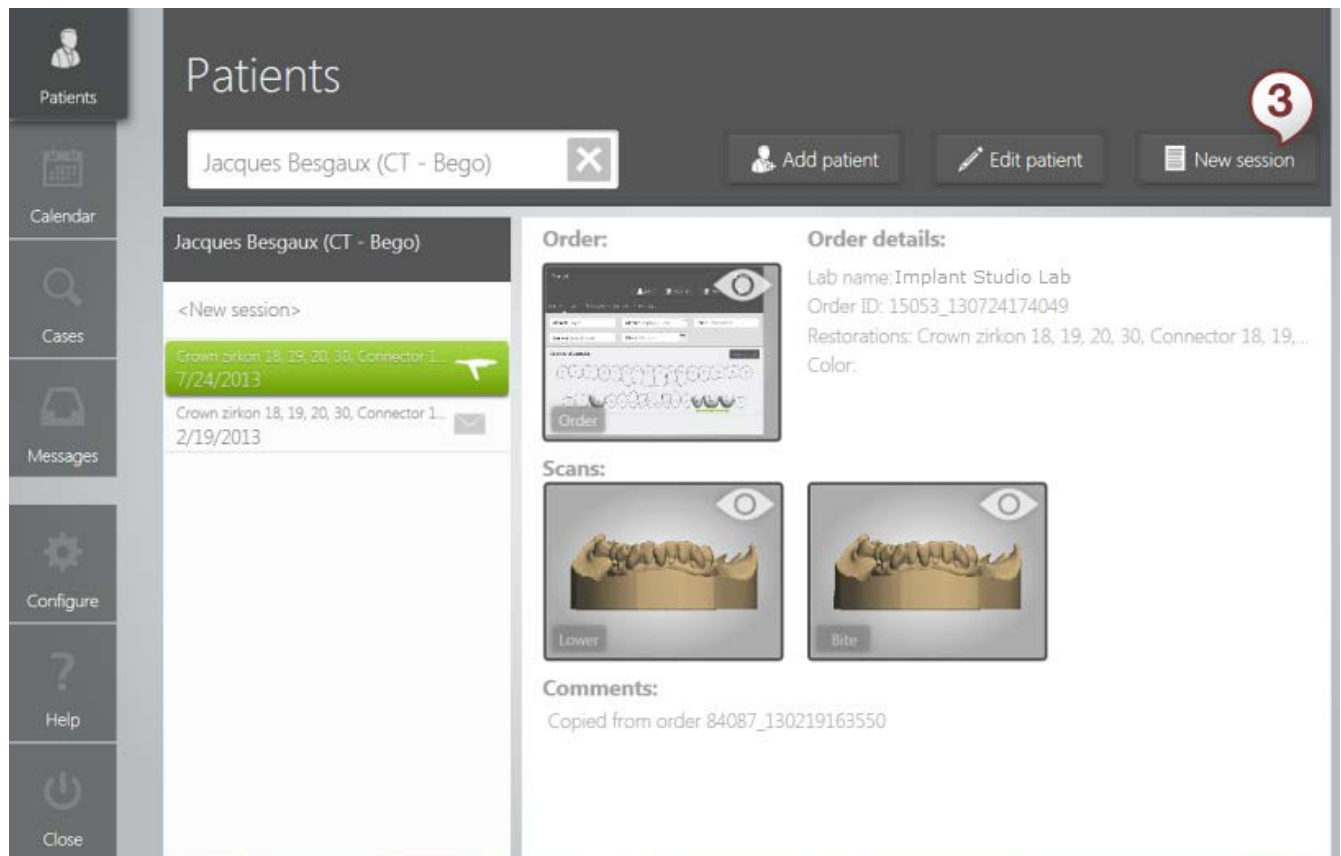 Patients
Calendar
Cases
Messages
Configure
Help
Close
Patients
3
Jacques Besgaux (CT - Bego)
Add patient
Edit patient
New session
Jacques Besgaux (CT - Bego)
<New session>
Crown zirkon 18, 19, 20, 30, Connector 1...
7/24/2013
Crown zirkon 18, 19, 20, 30, Connector 1...
2/19/2013
Order:
Order
Order details:
Lab name: Implant Studio Lab
Order ID: 15053_130724174049
Restorations: Crown zirkon 18, 19, 20, 30, Connector 18, 19,...
Color:
Scans:
Lower
Bite
Comments:
Copied from order 84087_130219163550